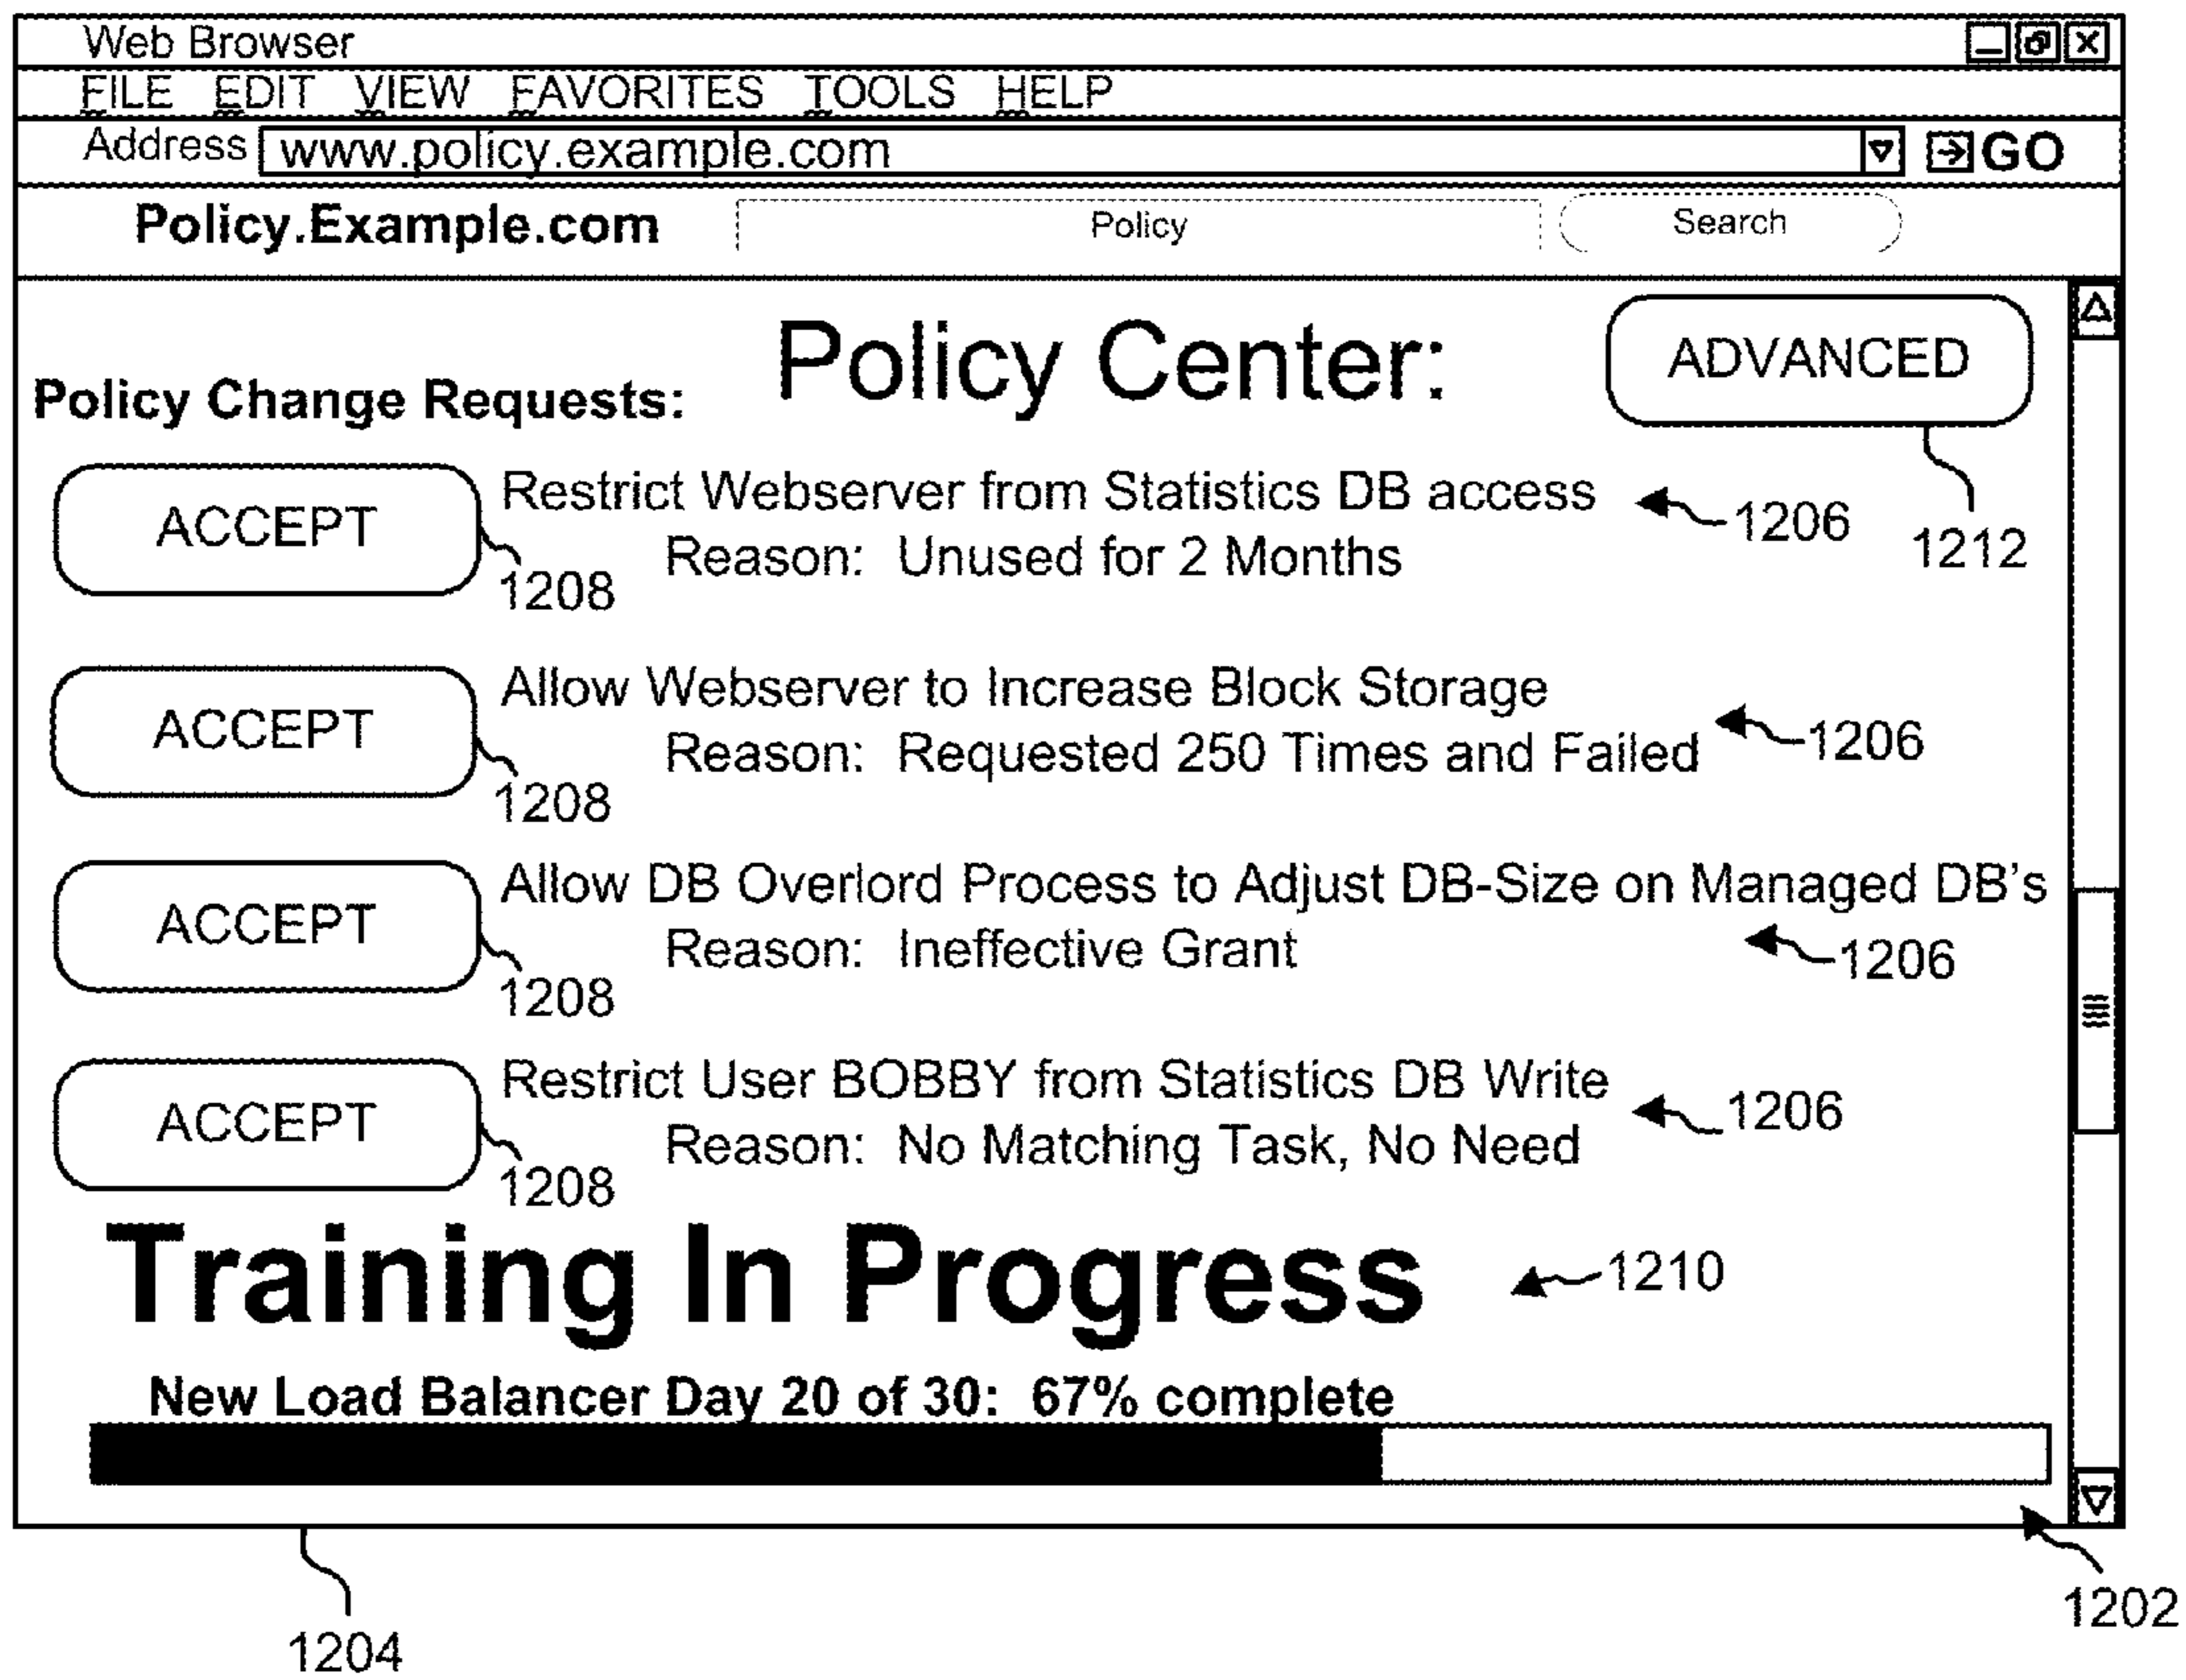 Web Browser
FILE EDIT VIEW FAVORITES TOOLS HELP
Address www.policy.example.com GO
Policy.Example.com Policy Search
Policy Center:
ADVANCED
1212
Policy Change Requests:
ACCEPT
1208
Restrict Webserver from Statistics DB access
Reason: Unused for 2 Months
1206
ACCEPT
1208
Allow Webserver to Increase Block Storage
Reason: Requested 250 Times and Failed
1206
ACCEPT
1208
Allow DB Overlord Process to Adjust DB-Size on Managed DB's
Reason: Ineffective Grant
1206
ACCEPT
1208
Restrict User BOBBY from Statistics DB Write
Reason: No Matching Task, No Need
1206
Training In Progress
1210
New Load Balancer Day 20 of 30: 67% complete
1204
1202